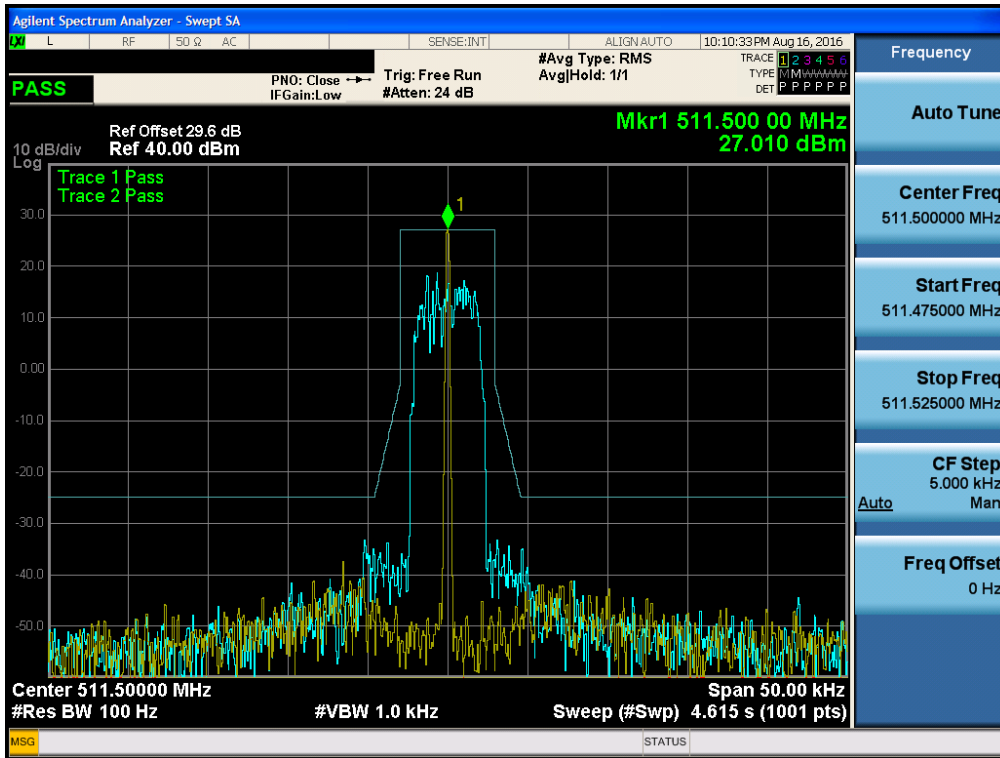 Agilent Spectrum Analyzer - Swept SA
LXI L RF 50 Ω AC SENSE:INT ALIGN AUTO 10:10:33 PM Aug 16, 2016
Frequency
#Avg Type: RMS TRACE 1 2 3 4 5 6
PNO: Close Trig: Free Run Avg|Hold: 1/1 TYPE M M W W W W
PASS IFGain:Low #Atten: 24 dB DET P P P P P P
Auto Tune
Mkr1 511.500 00 MHz
Ref Offset 29.6 dB
10 dB/div Ref 40.00 dBm 27.010 dBm
Log
Trace 1 Pass
Trace 2 Pass
1
30.0
20.0
10.0
0.00
-10.0
-20.0
-30.0
-40.0
-50.0
Center Freq
511.500000 MHz
Start Freq
511.475000 MHz
Stop Freq
511.525000 MHz
CF Step
5.000 kHz
Auto Man
Freq Offset
0 Hz
Center 511.50000 MHz Span 50.00 kHz
#Res BW 100 Hz #VBW 1.0 kHz Sweep (#Swp) 4.615 s (1001 pts)
MSG STATUS